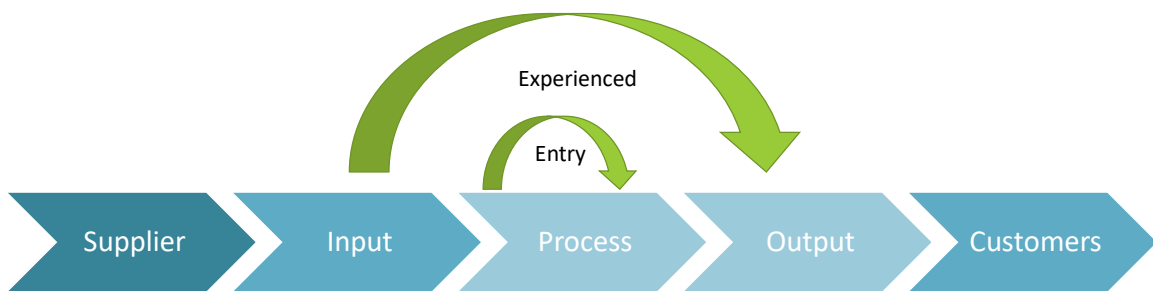 Experienced
Entry
Supplier
Input
Process
Output
Customers